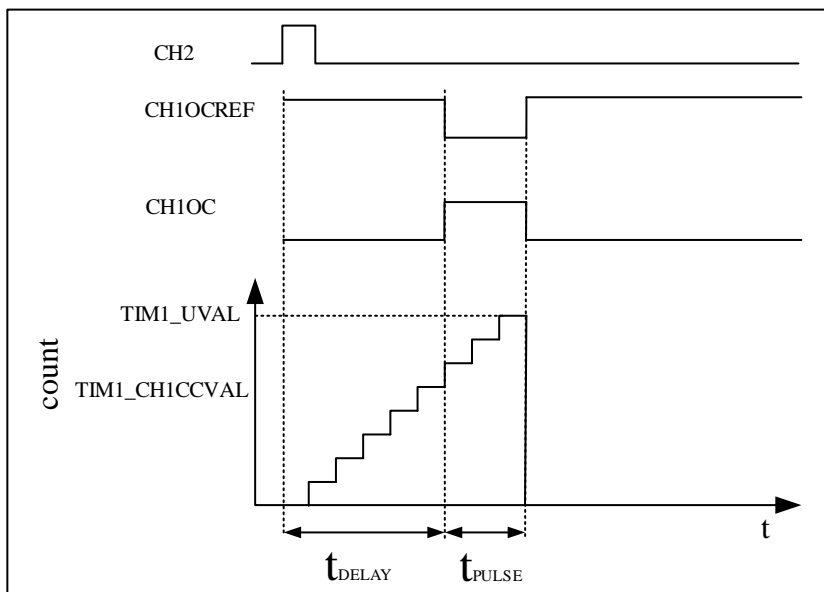 CH2
CH1OCREF
CH1OC
TIM1_UVAL
TIM1_CH1CCVAL
count
t
tDELAY
tPULSE